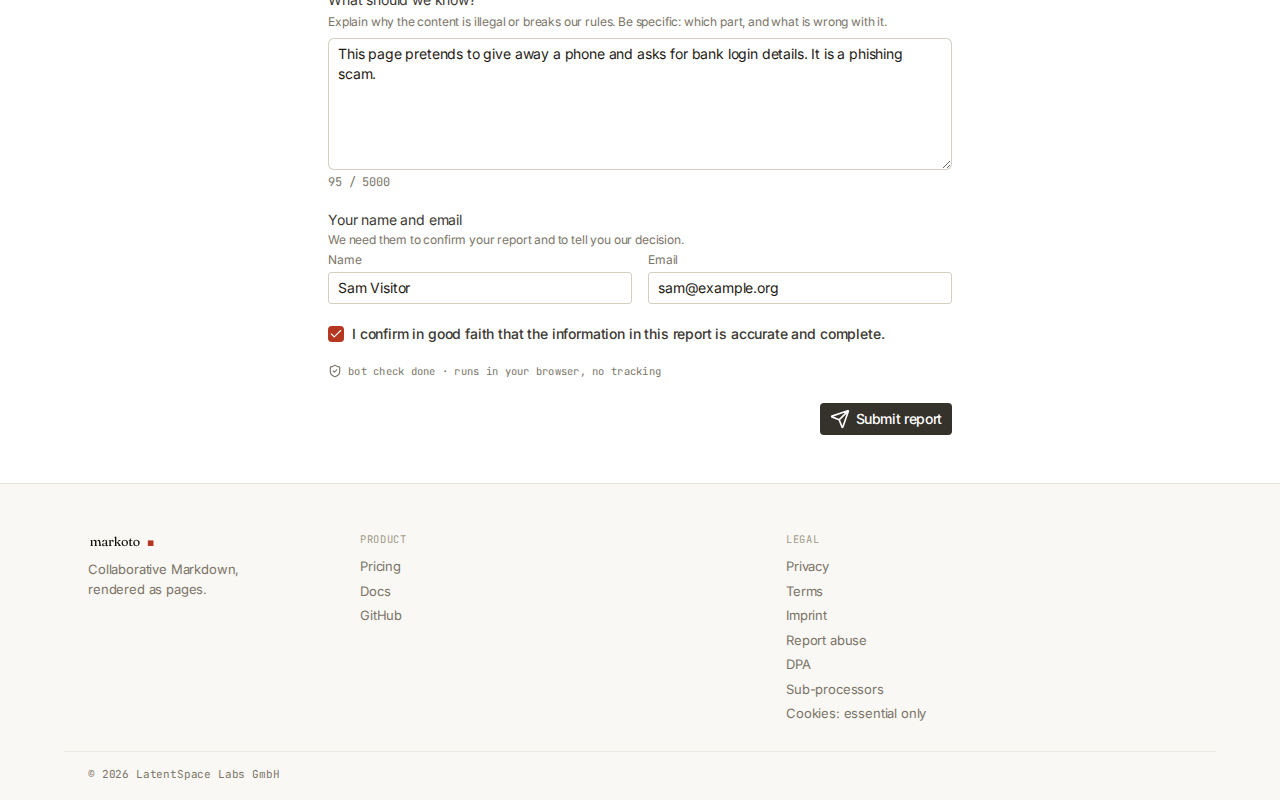 What should we know?
Explain why the content is illegal or breaks our rules. Be specific: which part, and what is wrong with it.
This page pretends to give away a phone and asks for bank login details. It is a phishing
scam.
95 / 5000
Your name and email
We need them to confirm your report and to tell you our decision.
Name
Email
Sam Visitor
sam@example.org
I confirm in good faith that the information in this report is accurate and complete.
bot check done · runs in your browser, no tracking
Submit report
markoto
Collaborative Markdown,
rendered as pages.
PRODUCT
Pricing
Docs
GitHub
LEGAL
Privacy
Terms
Imprint
Report abuse
DPA
Sub-processors
Cookies: essential only
© 2026 LatentSpace Labs GmbH